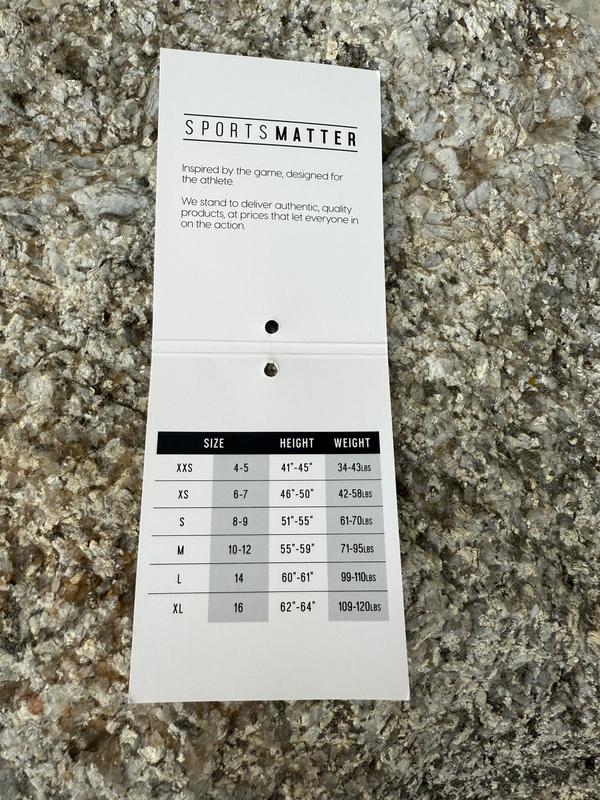 SPORTSMATTER
Inspired by the game, designed for
the athlete.
We stand to deliver authentic, quality
products, at prices that let everyone in
on the action.
SIZE HEIGHT WEIGHT
XXS 4-5 41"-45" 34-43LBS
XS 6-7 46"-50" 42-58LBS
S 8-9 51"-55" 61-70LBS
M 10-12 55"-59" 71-95LBS
L 14 60"-61" 99-110LBS
XL 16 62"-64" 109-120LBS